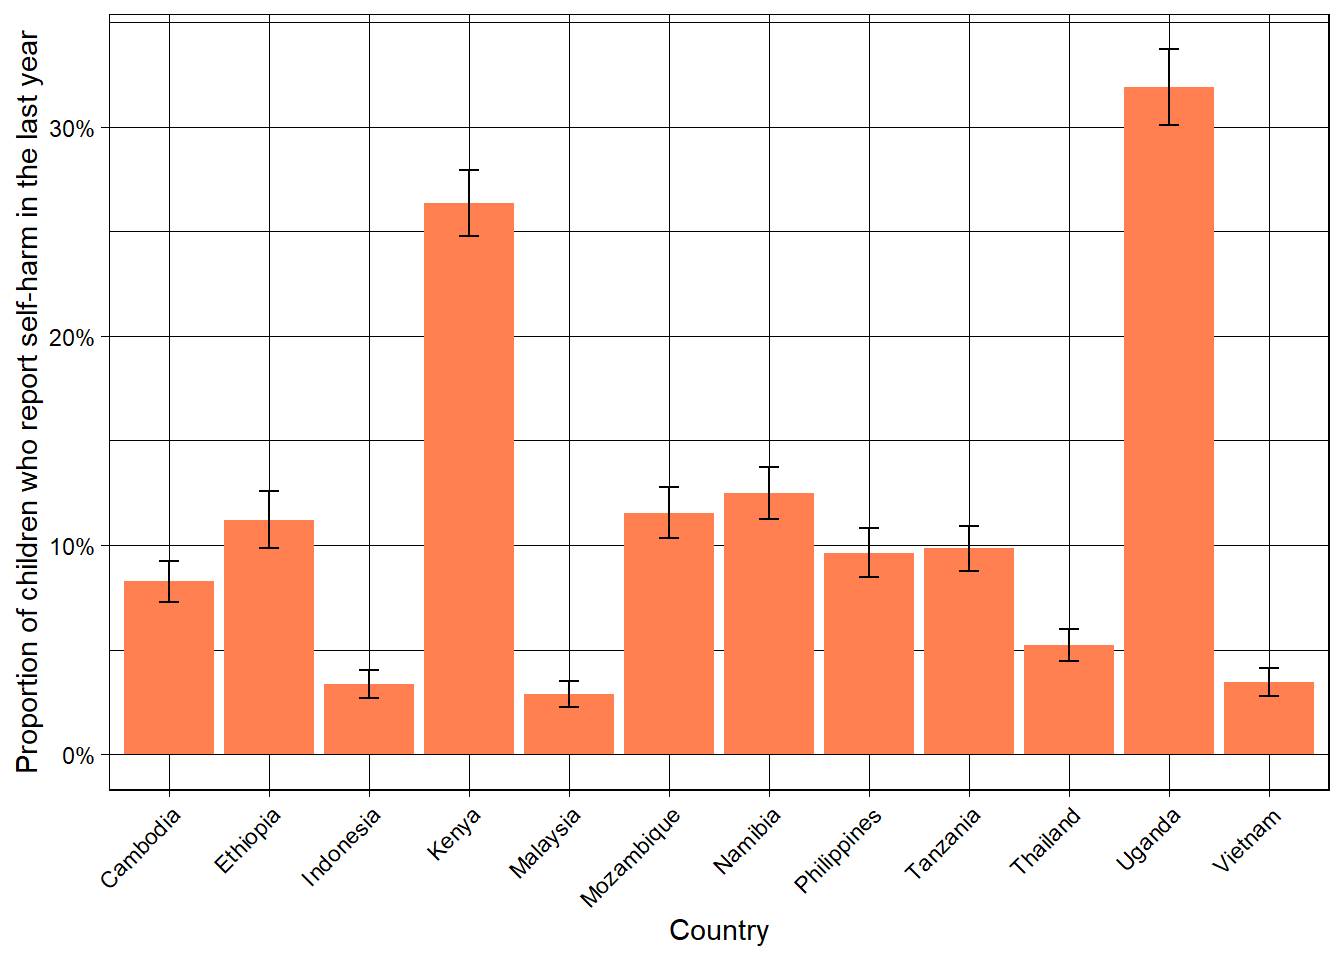 Proportion of children who report self-harm in the last year
30%
20%
10%
0%
Cambodia
Ethiopia
Indonesia
Kenya
Malaysia
Mozambique
Namibia
Philippines
Tanzania
Thailand
Uganda
Vietnam
Country